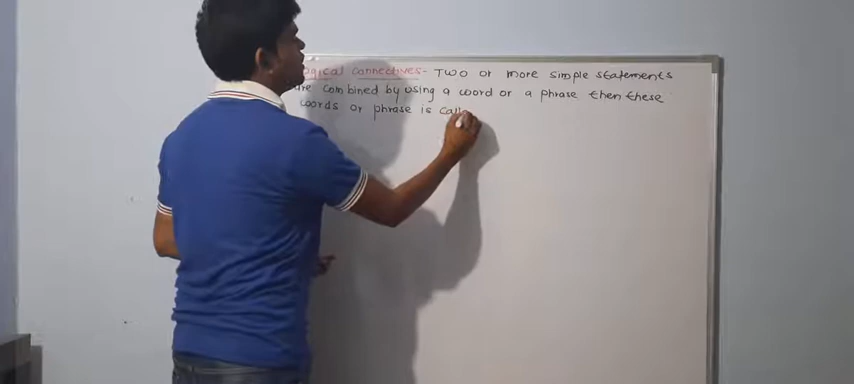 Logical connectives- Two or more simple statements
are combined by using a word or a phrase then these
words or phrase is call